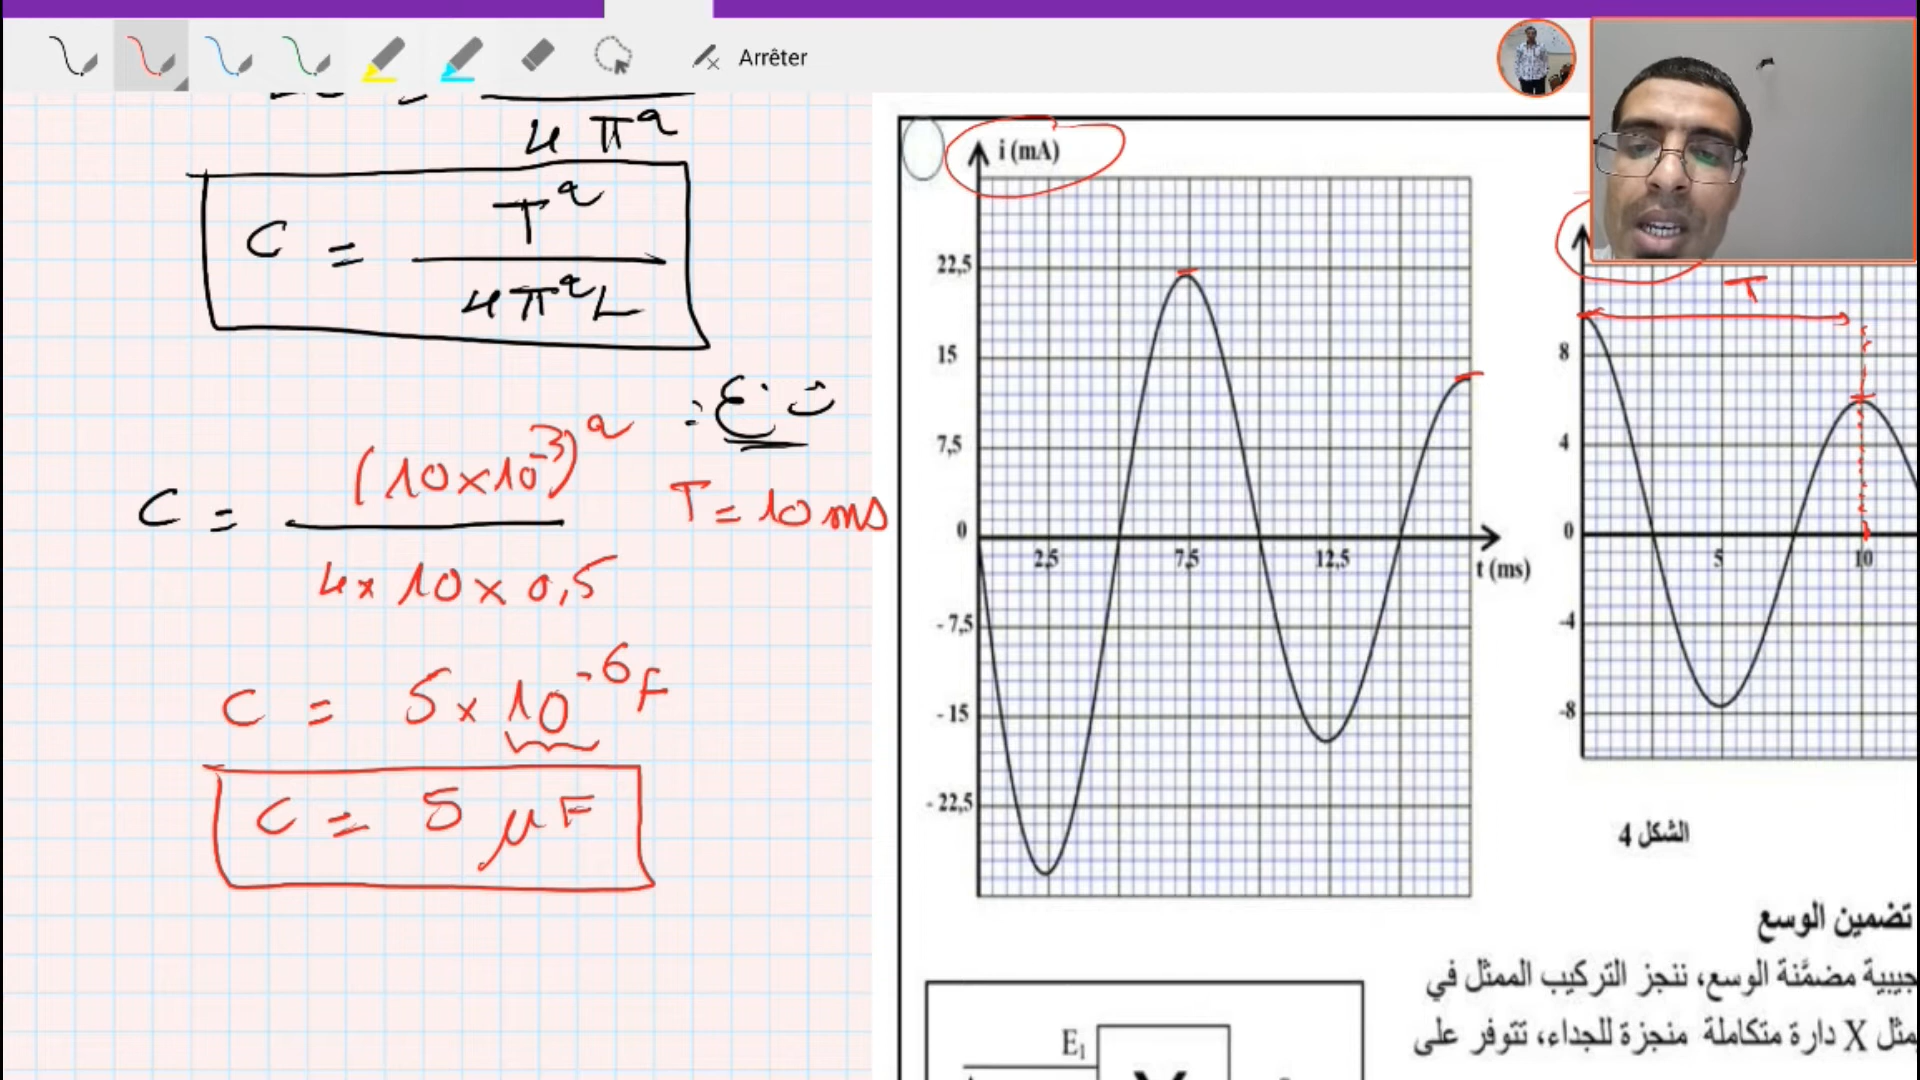 Arrêter
4π²
C = T² / 4π²L
ت.ع :
C = (10×10⁻³)² / 4×10×0,5
T = 10 ms
C = 5×10⁻⁶ F
C = 5 μF
i (mA)
22,5
15
7,5
0
-7,5
-15
-22,5
2,5
7,5
12,5
t (ms)
T
8
4
0
-4
-8
5
10
الشكل 4
تضمين الوسع
جيبية مضمَّنة الوسع، ننجز التركيب الممثل في
مثل X دارة متكاملة منجزة للجداء، تتوفر على
E₁
X